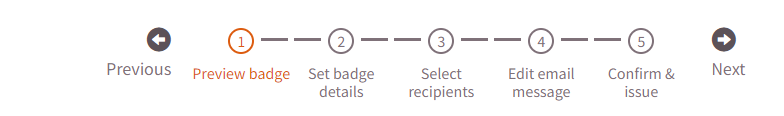 1
2
3
4
5
Previous
Preview badge
Set badge
details
Select
recipients
Edit email
message
Confirm &
issue
Next